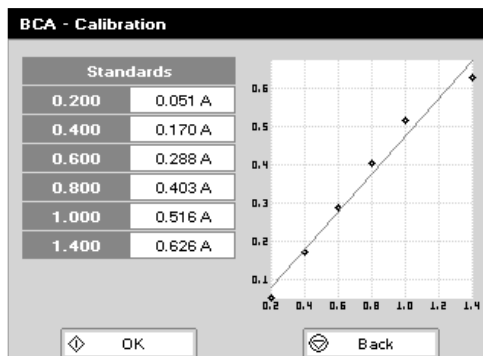 BCA - Calibration
Standards
0.200 0.051 A
0.400 0.170 A
0.600 0.288 A
0.800 0.403 A
1.000 0.516 A
1.400 0.626 A
0.6
0.5
0.4
0.3
0.2
0.1
0.2 0.4 0.6 0.8 1.0 1.2 1.4
OK
Back